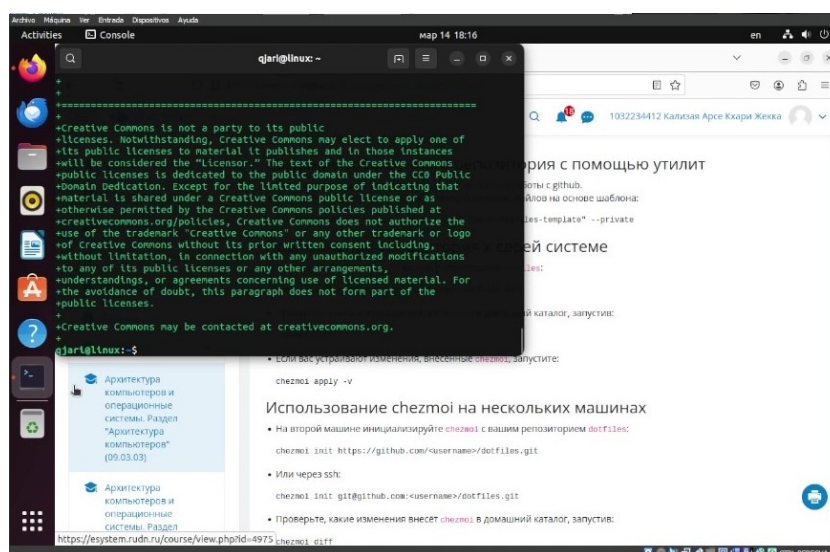 Archivo Máquina Ver Entrada Dispositivos Ayuda
Activities Console мар 14 18:16 en
qjari@linux: ~
+
+
+======================================================================
+
+Creative Commons is not a party to its public
+licenses. Notwithstanding, Creative Commons may elect to apply one of
+its public licenses to material it publishes and in those instances
+will be considered the “Licensor.” The text of the Creative Commons
+public licenses is dedicated to the public domain under the CC0 Public
+Domain Dedication. Except for the limited purpose of indicating that
+material is shared under a Creative Commons public license or as
+otherwise permitted by the Creative Commons policies published at
+creativecommons.org/policies, Creative Commons does not authorize the
+use of the trademark "Creative Commons" or any other trademark or logo
+of Creative Commons without its prior written consent including,
+without limitation, in connection with any unauthorized modifications
+to any of its public licenses or any other arrangements,
+understandings, or agreements concerning use of licensed material. For
+the avoidance of doubt, this paragraph does not form part of the
+public licenses.
+
+Creative Commons may be contacted at creativecommons.org.
+
qjari@linux:~$
1032234412 Кализая Арсе Кхари Жекка
с помощью утилит
с github.
на основе шаблона:
--private
системе
каталог, запустив:
• Если вас устраивают изменения, внесённые chezmoi, запустите:
chezmoi apply -v
Использование chezmoi на нескольких машинах
• На второй машине инициализируйте chezmoi с вашим репозиторием dotfiles:
chezmoi init https://github.com/<username>/dotfiles.git
• Или через ssh:
chezmoi init git@github.com:<username>/dotfiles.git
• Проверьте, какие изменения внесёт chezmoi в домашний каталог, запустив:
chezmoi diff
Архитектура
компьютеров и
операционные
системы. Раздел
"Архитектура
компьютеров"
(09.03.03)
Архитектура
компьютеров и
операционные
системы. Раздел
https://esystem.rudn.ru/course/view.php?id=4975